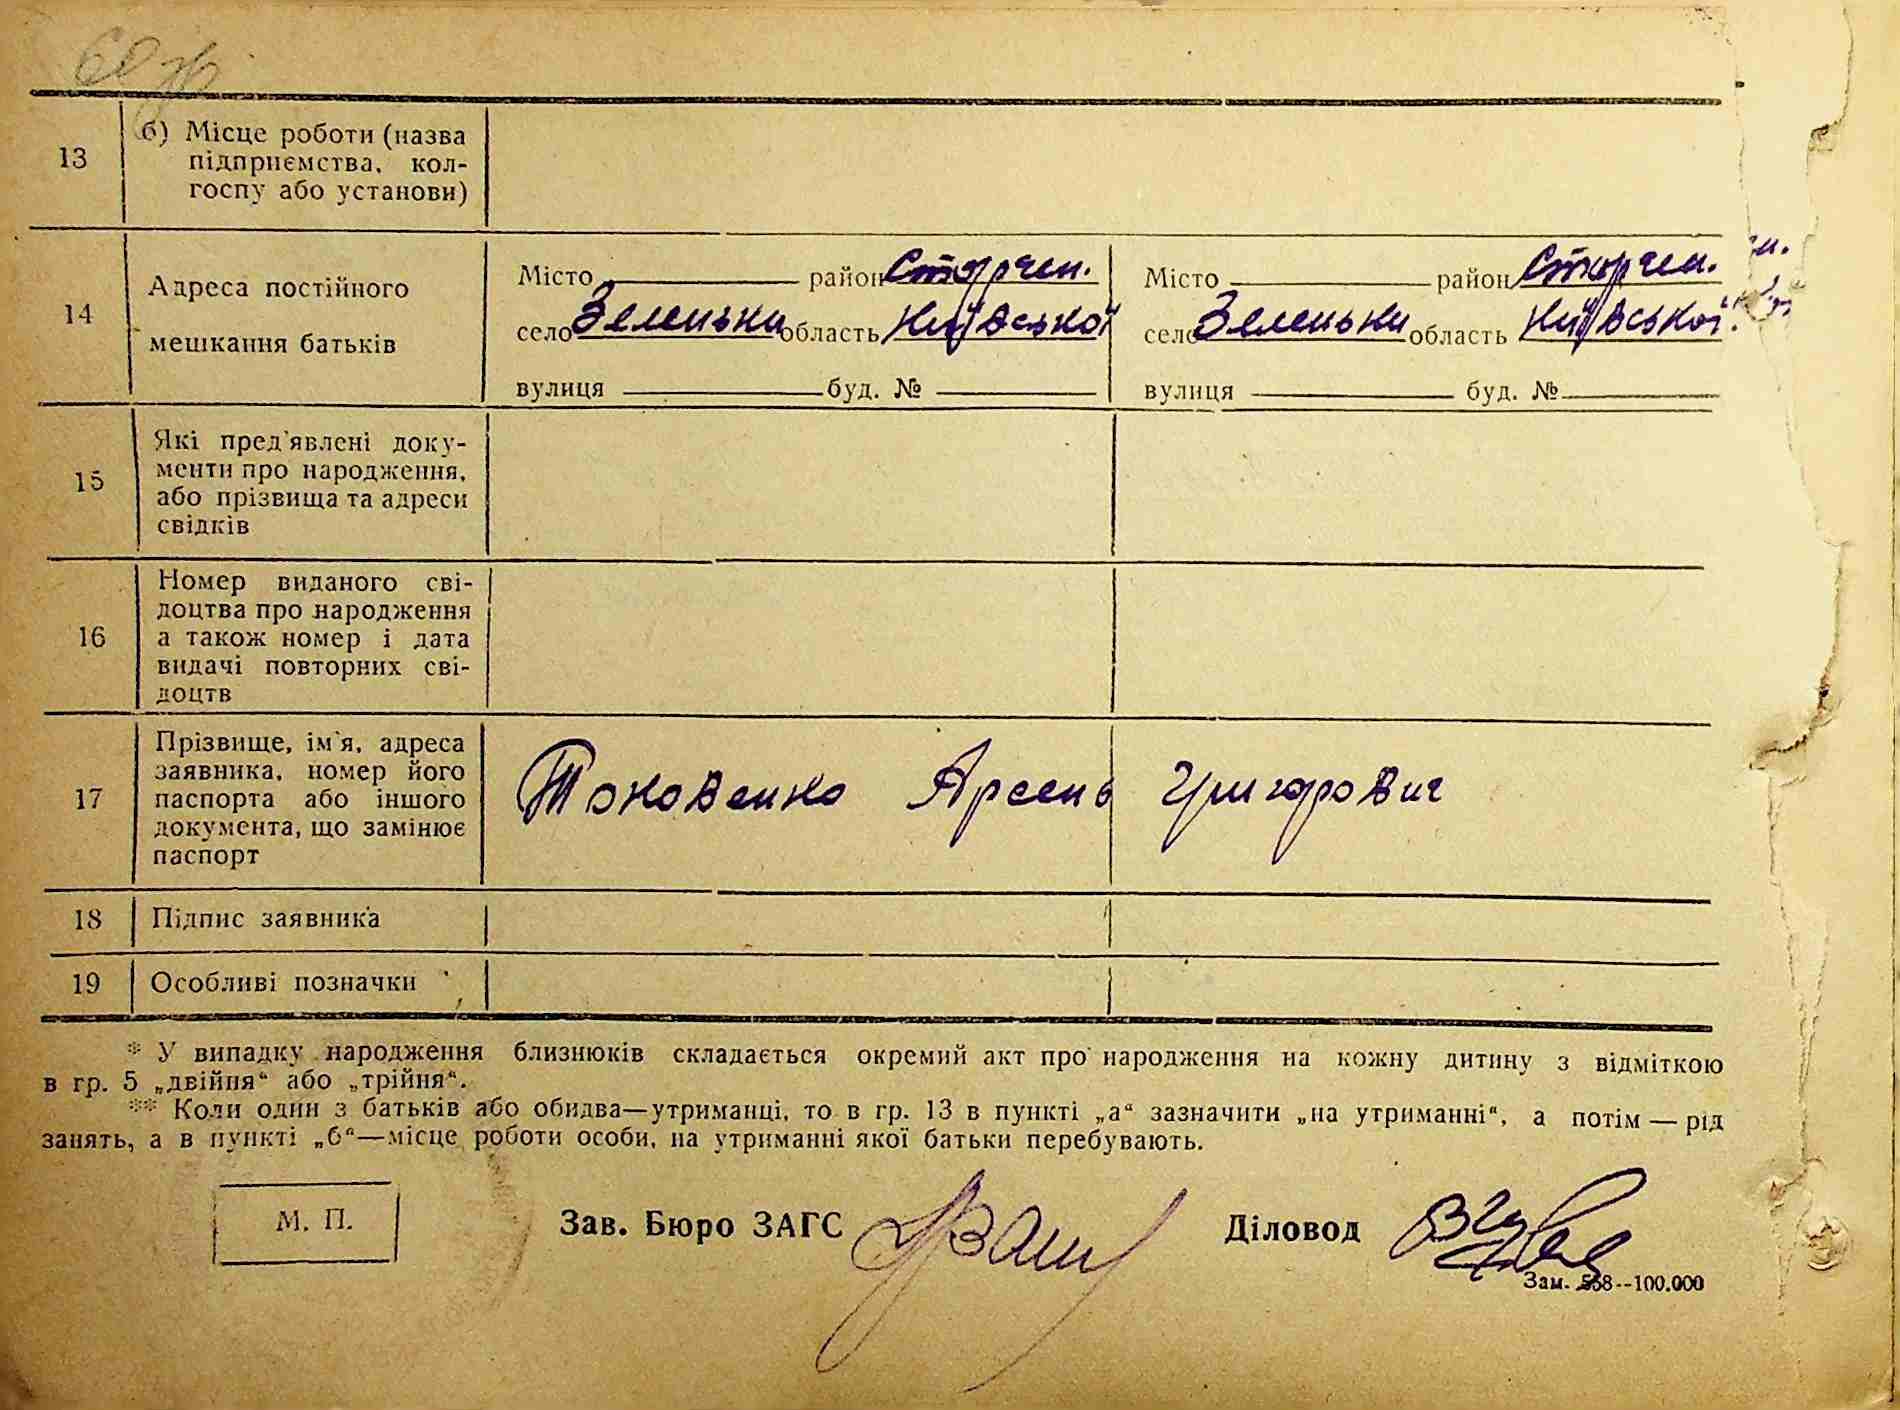 13 б) Місце роботи (назва
підприємства, кол-
госпу або установи)
14 Адреса постійного
мешкання батьків
Місто район
село Зеленьки область Київської
вулиця буд. №
Місто район
село Зеленьки область Київської
вулиця буд. №
15 Які пред'явлені доку-
менти про народження,
або прізвища та адреси
свідків
16 Номер виданого сві-
доцтва про народження
а також номер і дата
видачі повторних сві-
доцтв
17 Прізвище, ім'я, адреса
заявника, номер його
паспорта або іншого
документа, що замінює
паспорт
Токовенко Арсень Григорович
18 Підпис заявника
19 Особливі позначки
* У випадку народження близнюків складається окремий акт про народження на кожну дитину з відміткою
в гр. 5 „двійня“ або „трійня“.
** Коли один з батьків або обидва—утриманці, то в гр. 13 в пункті „а“ зазначити „на утриманні“, а потім — рід
занять, а в пункті „б“—місце роботи особи, на утриманні якої батьки перебувають.
М. П.
Зав. Бюро ЗАГС
Діловод
Зам. 558--100.000